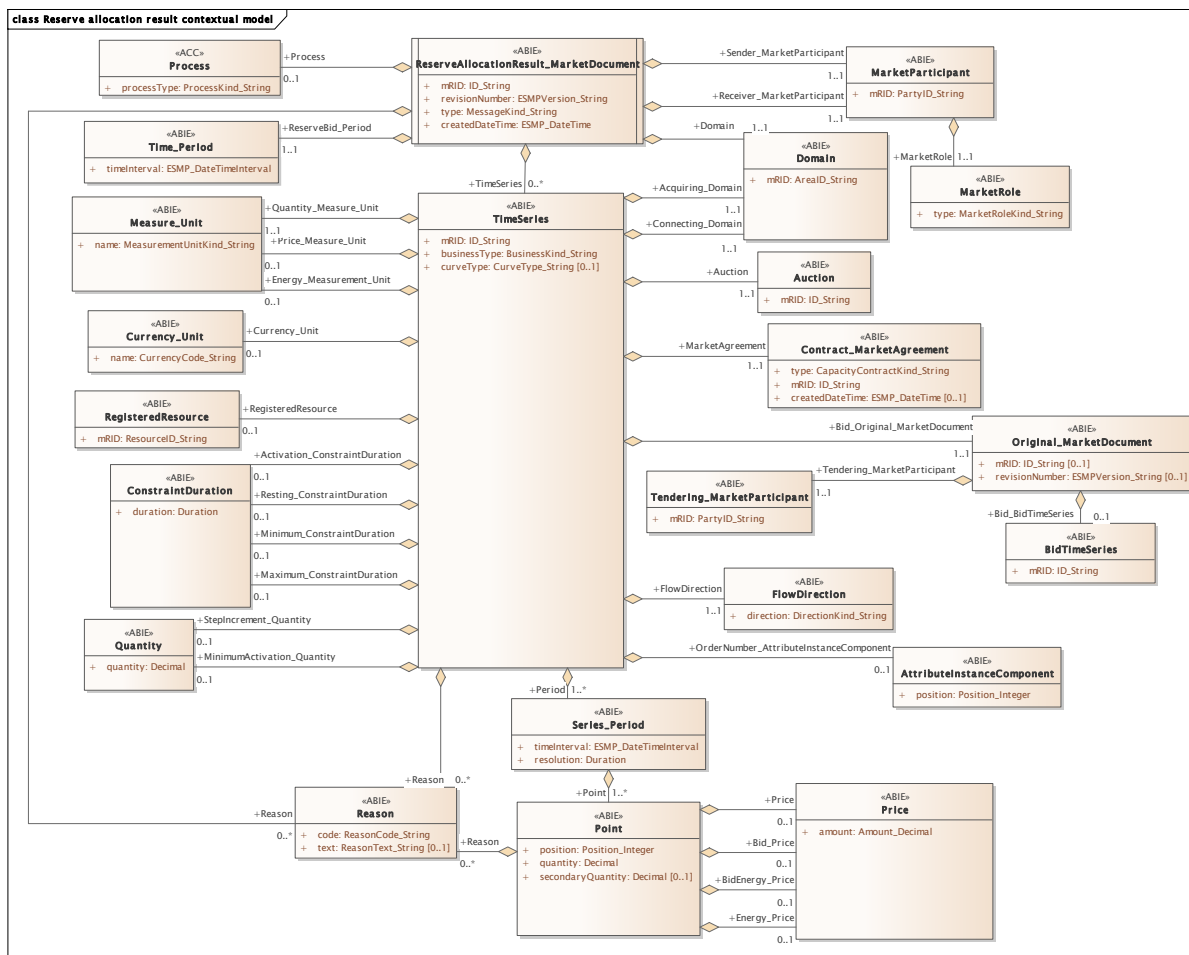 class Reserve allocation result contextual model
«ACC»
Process
+ processType: ProcessKind_String
+Process
0..1
«ABIE»
ReserveAllocationResult_MarketDocument
+ mRID: ID_String
+ revisionNumber: ESMPVersion_String
+ type: MessageKind_String
+ createdDateTime: ESMP_DateTime
+Sender_MarketParticipant
1..1
+Receiver_MarketParticipant
1..1
«ABIE»
MarketParticipant
+ mRID: PartyID_String
«ABIE»
Time_Period
+ timeInterval: ESMP_DateTimeInterval
+ReserveBid_Period
1..1
+Domain
1..1
«ABIE»
Domain
+ mRID: AreaID_String
+MarketRole 1..1
«ABIE»
MarketRole
+ type: MarketRoleKind_String
+TimeSeries 0..*
«ABIE»
TimeSeries
+ mRID: ID_String
+ businessType: BusinessKind_String
+ curveType: CurveType_String [0..1]
+Acquiring_Domain
1..1
+Connecting_Domain
1..1
«ABIE»
Measure_Unit
+ name: MeasurementUnitKind_String
+Quantity_Measure_Unit
1..1
+Price_Measure_Unit
0..1
+Energy_Measurement_Unit
0..1
+Auction
1..1
«ABIE»
Auction
+ mRID: ID_String
«ABIE»
Currency_Unit
+ name: CurrencyCode_String
+Currency_Unit
0..1
+MarketAgreement
1..1
«ABIE»
Contract_MarketAgreement
+ type: CapacityContractKind_String
+ mRID: ID_String
+ createdDateTime: ESMP_DateTime [0..1]
«ABIE»
RegisteredResource
+ mRID: ResourceID_String
+RegisteredResource
0..1
+Bid_Original_MarketDocument
1..1
«ABIE»
Original_MarketDocument
+ mRID: ID_String [0..1]
+ revisionNumber: ESMPVersion_String [0..1]
«ABIE»
ConstraintDuration
+ duration: Duration
+Activation_ConstraintDuration
0..1
+Resting_ConstraintDuration
0..1
+Minimum_ConstraintDuration
0..1
+Maximum_ConstraintDuration
0..1
«ABIE»
Tendering_MarketParticipant
+ mRID: PartyID_String
+Tendering_MarketParticipant
1..1
+Bid_BidTimeSeries
0..1
«ABIE»
BidTimeSeries
+ mRID: ID_String
+FlowDirection
1..1
«ABIE»
FlowDirection
+ direction: DirectionKind_String
«ABIE»
Quantity
+ quantity: Decimal
+StepIncrement_Quantity
0..1
+MinimumActivation_Quantity
0..1
+OrderNumber_AttributeInstanceComponent
0..1
«ABIE»
AttributeInstanceComponent
+ position: Position_Integer
+Period 1..*
«ABIE»
Series_Period
+ timeInterval: ESMP_DateTimeInterval
+ resolution: Duration
+Reason 0..*
+Reason
0..*
«ABIE»
Reason
+ code: ReasonCode_String
+ text: ReasonText_String [0..1]
+Reason
0..*
+Point 1..*
«ABIE»
Point
+ position: Position_Integer
+ quantity: Decimal
+ secondaryQuantity: Decimal [0..1]
+Price
0..1
+Bid_Price
0..1
+BidEnergy_Price
0..1
+Energy_Price
0..1
«ABIE»
Price
+ amount: Amount_Decimal